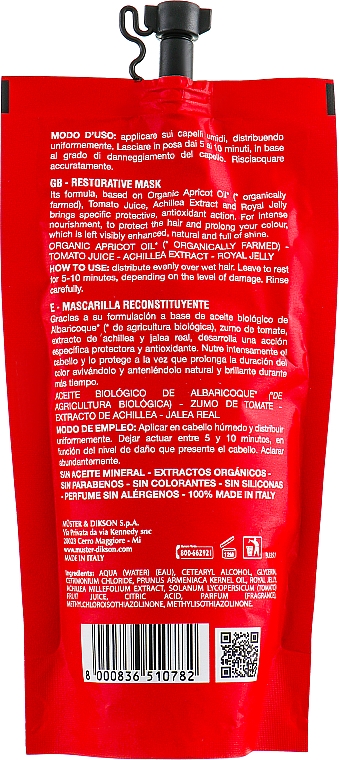 MODO D'USO: applicare sui capelli umidi, distribuendo
uniformemente. Lasciare in posa dai 5 ai 10 minuti, in base
al grado di danneggiamento del capello. Risciacquare
accuratamente.
GB - RESTORATIVE MASK
Its formula, based on Organic Apricot Oil* (* organically
farmed), Tomato Juice, Achillea Extract and Royal Jelly
brings specific protective, antioxidant action. For intense
nourishment, to protect the hair and prolong your colour,
which is left visibly enhanced, natural and full of shine.
ORGANIC APRICOT OIL* (* ORGANICALLY FARMED) -
TOMATO JUICE - ACHILLEA EXTRACT - ROYAL JELLY
HOW TO USE: distribute evenly over wet hair. Leave to rest
for 5-10 minutes, depending on the level of damage. Rinse
carefully.
E - MASCARILLA RECONSTITUYENTE
Gracias a su formulación a base de aceite biológico de
Albaricoque* (* de agricultura biológica), zumo de tomate,
extracto de achillea y jalea real, desarrolla una acción
específica protectora y antioxidante. Nutre intensamente el
cabello y lo protege a la vez que prolonga la duración del
color avivándolo y anteniéndolo natural y brillante durante
más tiempo.
ACEITE BIOLÓGICO DE ALBARICOQUE* (*DE
AGRICULTURA BIOLÓGICA) - ZUMO DE TOMATE -
EXTRACTO DE ACHILLEA - JALEA REAL
MODO DE EMPLEO: Aplicar en cabello húmedo y distribuir
uniformemente. Dejar actuar entre 5 y 10 minutos, en
función del nivel de daño que presente el cabello. Aclarar
abundantemente.
SIN ACEITE MINERAL - EXTRACTOS ORGÁNICOS -
SIN PARABENOS - SIN COLORANTES - SIN SILICONAS
- PERFUME SIN ALÉRGENOS - 100% MADE IN ITALY
MÜSTER & DIKSON S.p.A.
Via Privata da via Kennedy snc
20023 Cerro Maggiore - Mi
www.muster-dikson.com
MADE IN ITALY
800-662121
12M
Ingredients: AQUA (WATER) (EAU), CETEARYL ALCOHOL, GLYCERIN,
CETRIMONIUM CHLORIDE, PRUNUS ARMENIACA KERNEL OIL, ROYAL JELLY,
ACHILLEA MILLEFOLIUM EXTRACT, SOLANUM LYCOPERSICUM (TOMATO)
FRUIT JUICE, CITRIC ACID, PARFUM (FRAGRANCE),
METHYLCHLOROISOTHIAZOLINONE, METHYLISOTHIAZOLINONE.
8 000836 510782